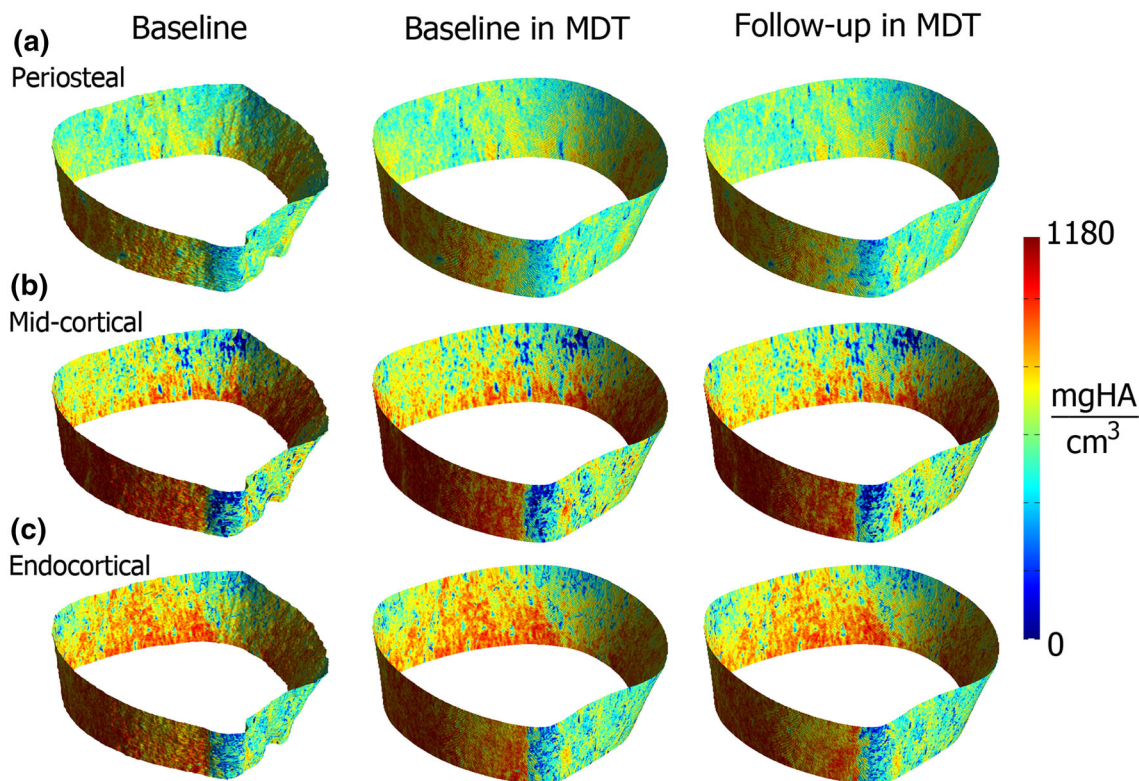 Baseline
Baseline in MDT
Follow-up in MDT
(a)
Periosteal
(b)
Mid-cortical
(c)
Endocortical
1180
mgHA
cm³
0